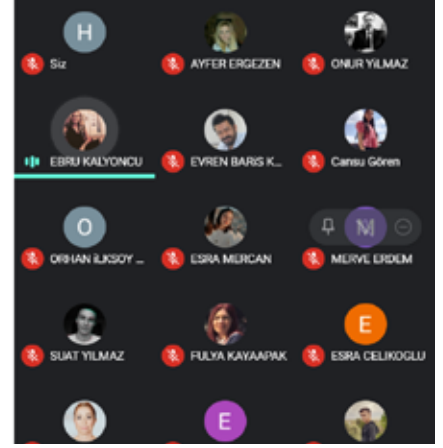 H
Siz
AYFER ERGEZEN
ONUR YILMAZ
EBRU KALYONCU
EVREN BARIS K...
Cansu Gören
O
ORHAN iLKSOY ...
ESRA MERCAN
M
MERVE ERDEM
SUAT YILMAZ
FULYA KAYAAPAK
E
ESRA CELIKOGLU
E